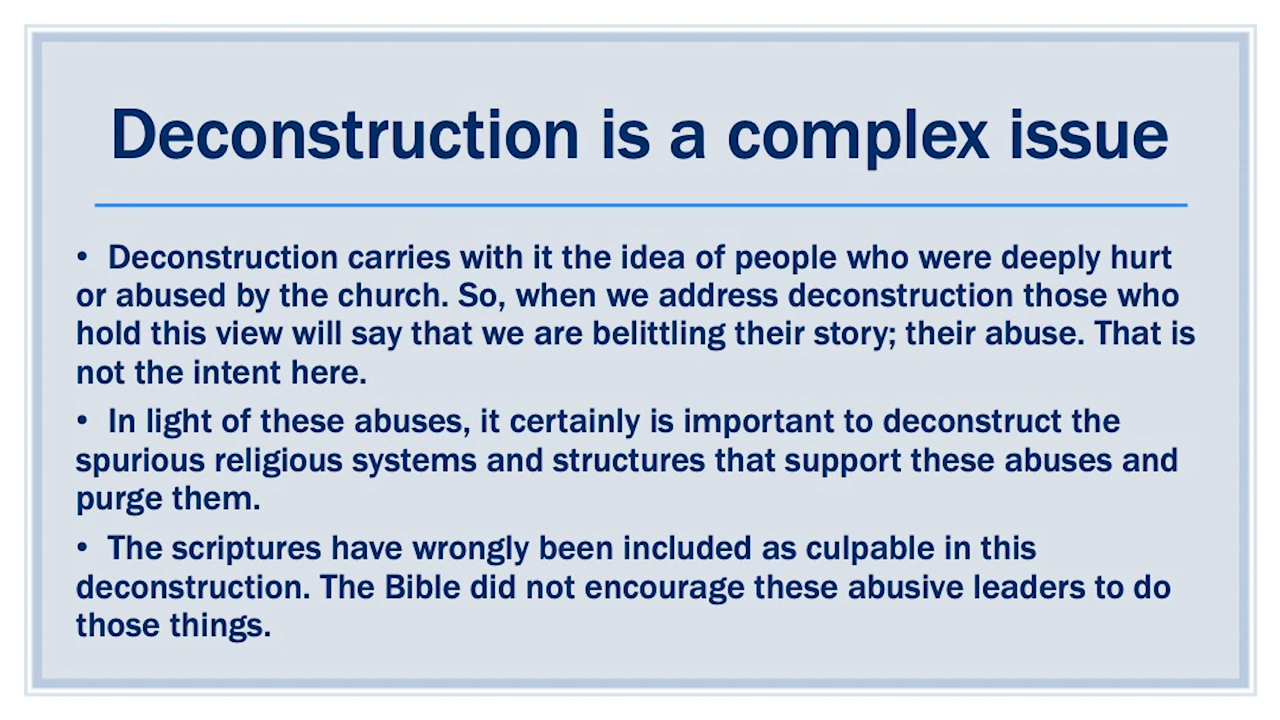 Deconstruction is a complex issue
• Deconstruction carries with it the idea of people who were deeply hurt
or abused by the church. So, when we address deconstruction those who
hold this view will say that we are belittling their story; their abuse. That is
not the intent here.
• In light of these abuses, it certainly is important to deconstruct the
spurious religious systems and structures that support these abuses and
purge them.
• The scriptures have wrongly been included as culpable in this
deconstruction. The Bible did not encourage these abusive leaders to do
those things.